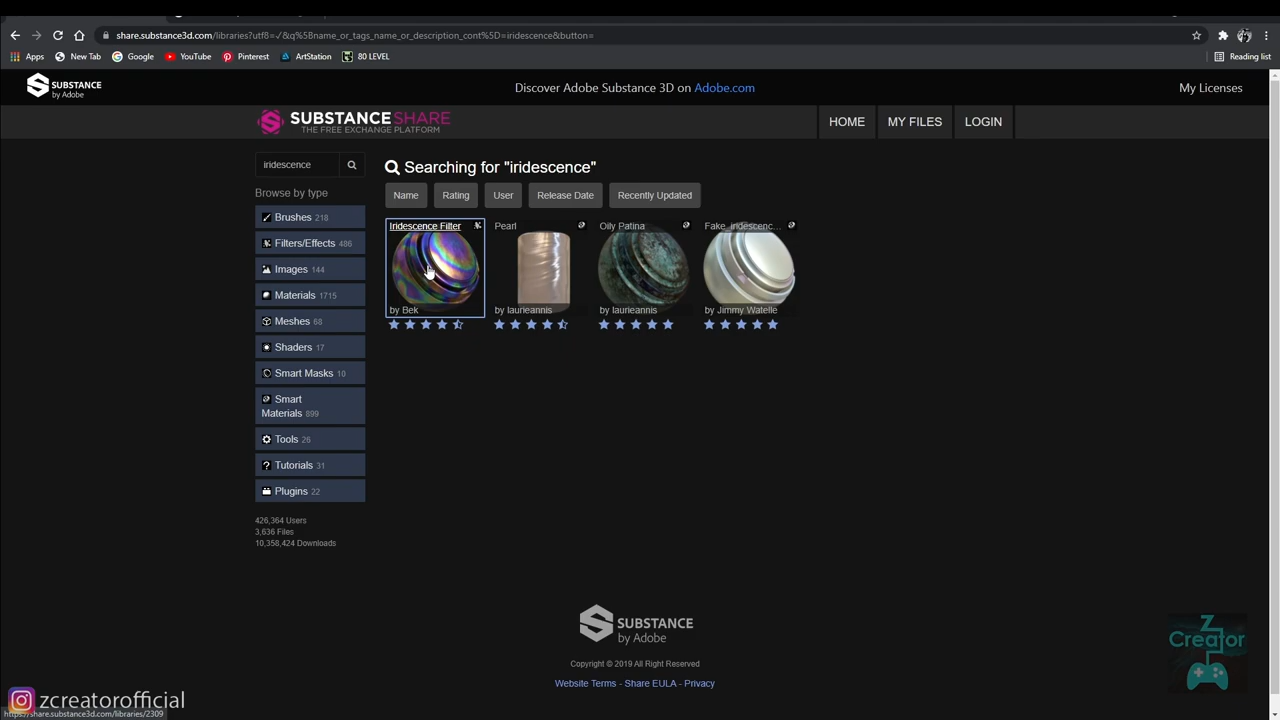 share.substance3d.com/libraries?utf8=✓&q%5Bname_or_tags_name_or_description_cont%5D=iridescence&button=
Apps New Tab Google YouTube Pinterest ArtStation 80 LEVEL Reading list
SUBSTANCE
by Adobe
Discover Adobe Substance 3D on Adobe.com
My Licenses
SUBSTANCE SHARE
THE FREE EXCHANGE PLATFORM
HOME MY FILES LOGIN
iridescence
Searching for "iridescence"
Browse by type
Name Rating User Release Date Recently Updated
Brushes 218
Filters/Effects 486
Images 144
Materials 1715
Meshes 68
Shaders 17
Smart Masks 10
Smart
Materials 899
Tools 26
Tutorials 31
Plugins 22
426,364 Users
3,636 Files
10,358,424 Downloads
Iridescence Filter
by Bek
Pearl
by laurieannis
Oily Patina
by laurieannis
Fake_iridescenc...
by Jimmy Watelle
SUBSTANCE
by Adobe
Copyright © 2019 All Right Reserved
Website Terms - Share EULA - Privacy
Z
Creator
zcreatorofficial
https://share.substance3d.com/libraries/2309